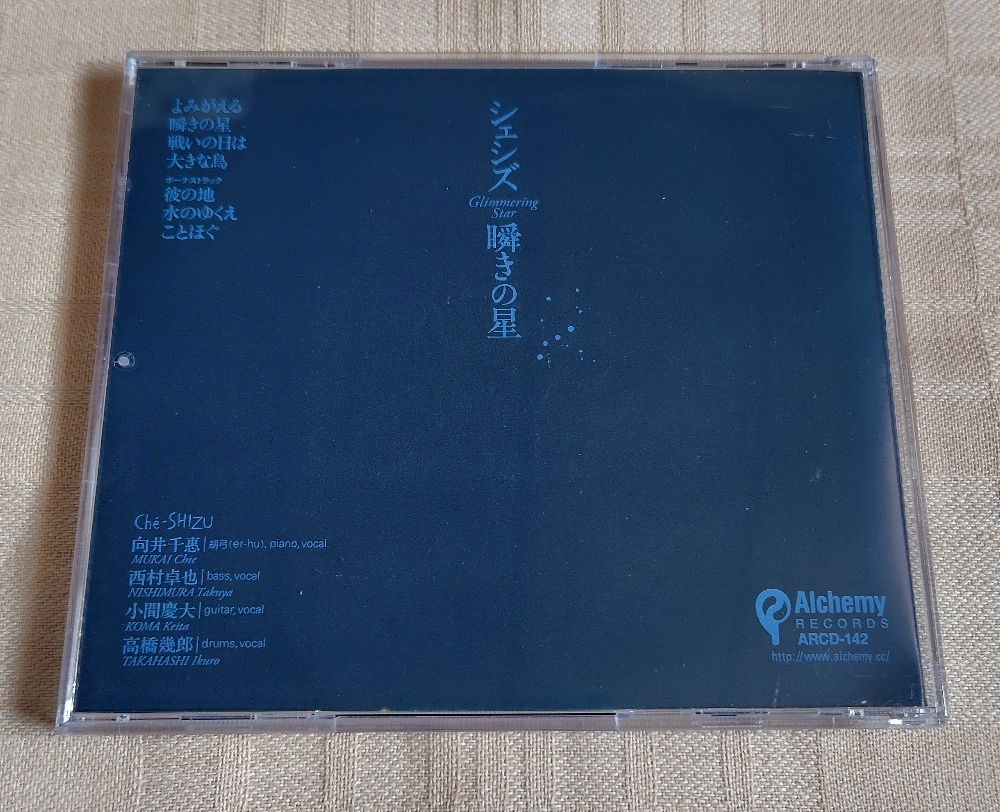 よみがえる
瞬きの星
戦いの日は
大きな鳥
ボーナストラック
彼の地
水のゆくえ
ことほぐ
シェシズ
Glimmering
Star
瞬きの星
Ché-SHIZU
向井千惠|胡弓(er-hu), piano, vocal
MUKAI Chie
西村卓也|bass, vocal
NISHIMURA Takuya
小間慶大|guitar, vocal
KOMA Keita
高橋幾郎|drums, vocal
TAKAHASHI Ikuro
Alchemy
RECORDS
ARCD-142
http://www.alchemy.cc/